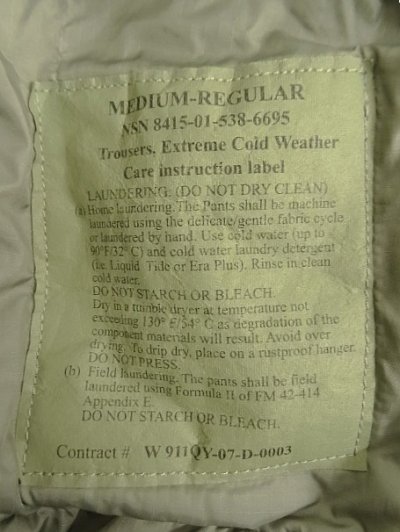 MEDIUM-REGULAR
NSN 8415-01-538-6695
Trousers, Extreme Cold Weather
Care instruction label
LAUNDERING: (DO NOT DRY CLEAN)
(a) Home laundering. The Pants shall be machine
laundered using the delicate/gentle fabric cycle
or laundered by hand. Use cold water (up to
90°F/32° C) and cold water laundry detergent
(i.e. Liquid Tide or Era Plus). Rinse in clean
cold water.
DO NOT STARCH OR BLEACH.
Dry in a tumble dryer at temperature not
exceeding 130° F/54° C as degradation of the
component materials will result. Avoid over
drying. To drip dry, place on a rustproof hanger.
DO NOT PRESS.
(b) Field laundering. The pants shall be field
laundered using Formula II of FM 42-414
Appendix E.
DO NOT STARCH OR BLEACH.
Contract # W 911QY-07-D-0003